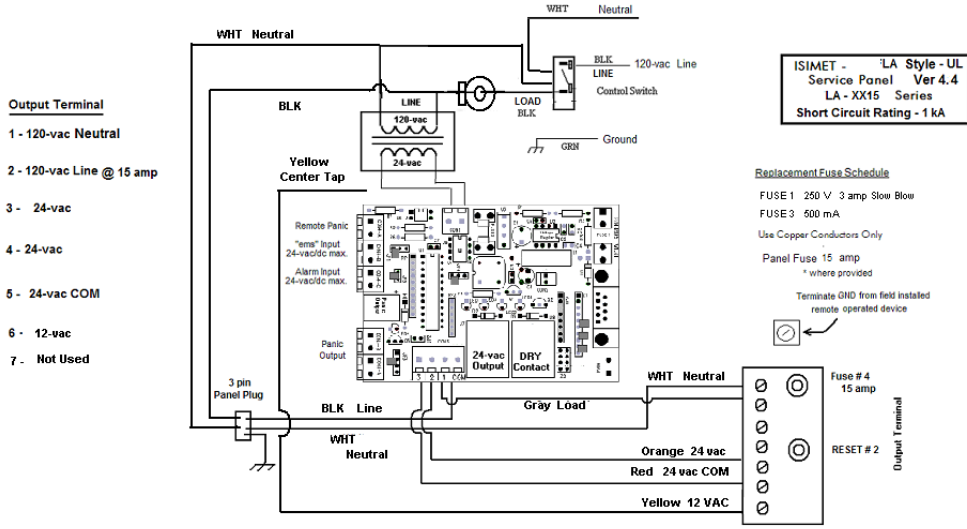 WHT Neutral
WHT Neutral
BLK
LINE
120-vac Line
Control Switch
LOAD
BLK
BLK
LINE
120-vac
24-vac
GRN
Ground
ISIMET - 'LA Style - UL
Service Panel Ver 4.4
LA - XX15 Series
Short Circuit Rating - 1 kA
Output Terminal
1 - 120-vac Neutral
2 - 120-vac Line @ 15 amp
3 - 24-vac
4 - 24-vac
5 - 24-vac COM
6 - 12-vac
7 - Not Used
Yellow
Center Tap
Replacement Fuse Schedule
FUSE 1 250 V 3 amp Slow Blow
FUSE 3 500 mA
Use Copper Conductors Only
Panel Fuse 15 amp
* where provided
Terminate GND from field installed
remote operated device
Remote Panic
"ems" Input
24-vac/dc max.
Alarm Input
24-vac/dc max.
Panic
Output
24-vac
Output
DRY
Contact
3 2 1 COM
3 pin
Panel Plug
BLK Line
WHT
Neutral
Gray Load
WHT Neutral
Orange 24 vac
Red 24 vac COM
Yellow 12 VAC
Fuse # 4
15 amp
RESET # 2
Output Terminal